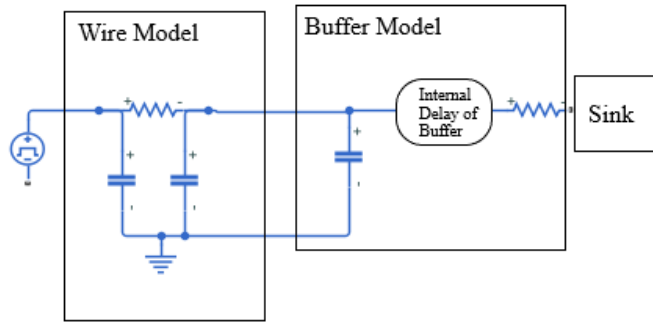 Wire Model
Buffer Model
+
-
Internal
Delay of
Buffer
+
-
Sink
+
+
+
-
-
-